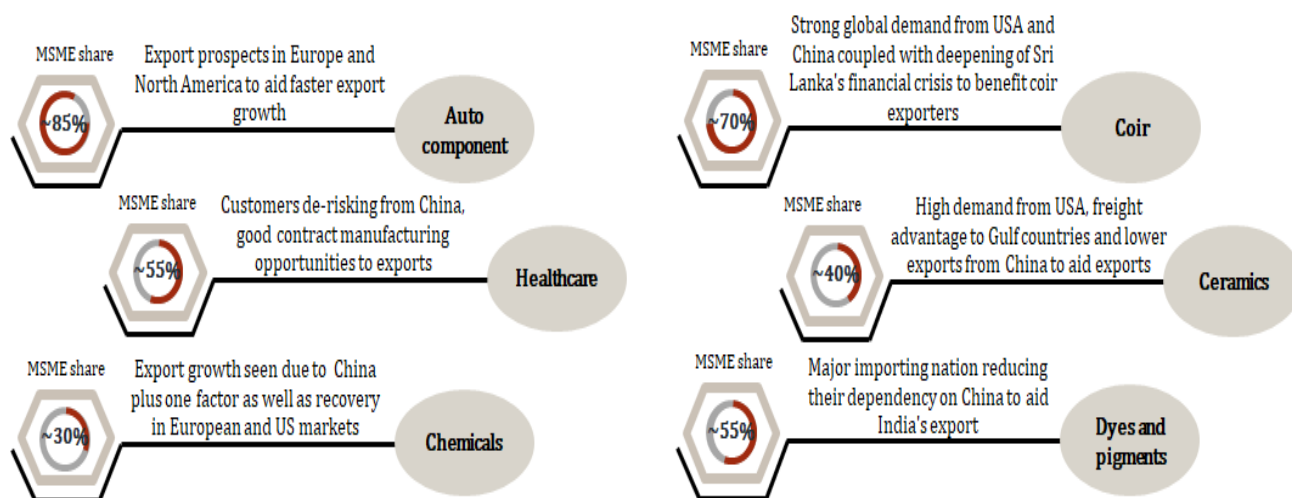 MSME share
~85%
Export prospects in Europe and
North America to aid faster export
growth
Auto
component
MSME share
~55%
Customers de-risking from China,
good contract manufacturing
opportunities to exports
Healthcare
MSME share
~30%
Export growth seen due to China
plus one factor as well as recovery
in European and US markets
Chemicals
MSME share
~70%
Strong global demand from USA and
China coupled with deepening of Sri
Lanka's financial crisis to benefit coir
exporters
Coir
MSME share
~40%
High demand from USA, freight
advantage to Gulf countries and lower
exports from China to aid exports
Ceramics
MSME share
~55%
Major importing nation reducing
their dependency on China to aid
India's export
Dyes and
pigments